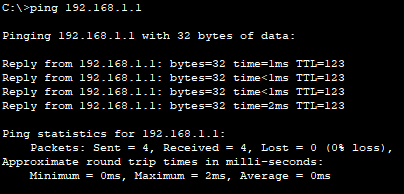 C:\>ping 192.168.1.1
Pinging 192.168.1.1 with 32 bytes of data:
Reply from 192.168.1.1: bytes=32 time=1ms TTL=123
Reply from 192.168.1.1: bytes=32 time<1ms TTL=123
Reply from 192.168.1.1: bytes=32 time<1ms TTL=123
Reply from 192.168.1.1: bytes=32 time=2ms TTL=123
Ping statistics for 192.168.1.1:
Packets: Sent = 4, Received = 4, Lost = 0 (0% loss),
Approximate round trip times in milli-seconds:
Minimum = 0ms, Maximum = 2ms, Average = 0ms